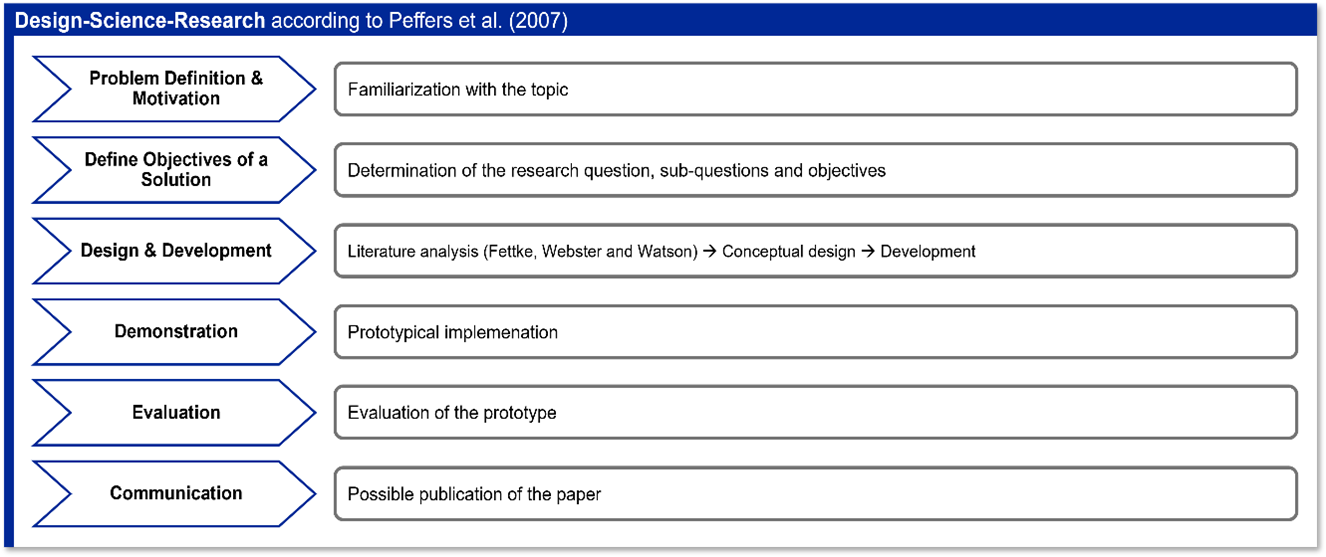 Design-Science-Research according to Peffers et al. (2007)
Problem Definition &
Motivation
Familiarization with the topic
Define Objectives of a
Solution
Determination of the research question, sub-questions and objectives
Design & Development
Literature analysis (Fettke, Webster and Watson) → Conceptual design → Development
Demonstration
Prototypical implemenation
Evaluation
Evaluation of the prototype
Communication
Possible publication of the paper